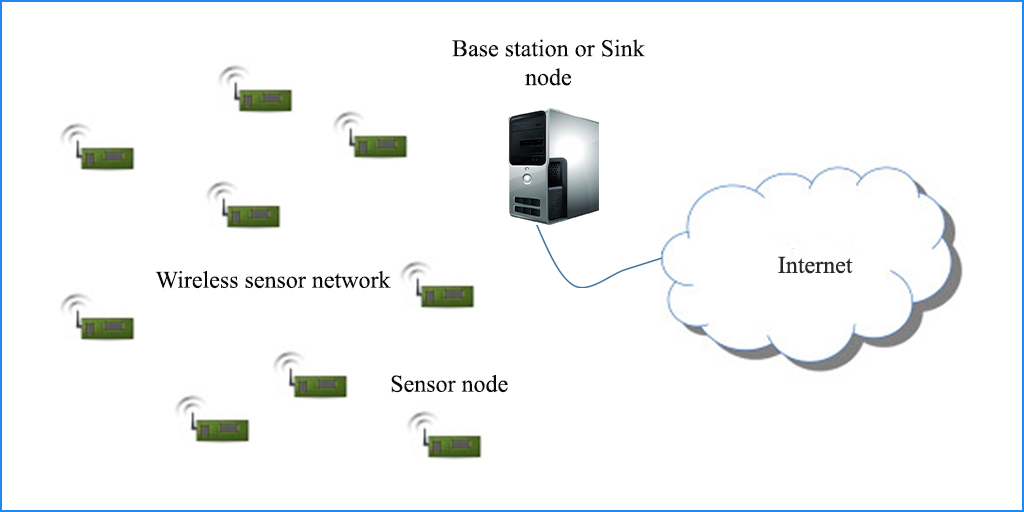 Base station or Sink
node
Internet
Wireless sensor network
Sensor node